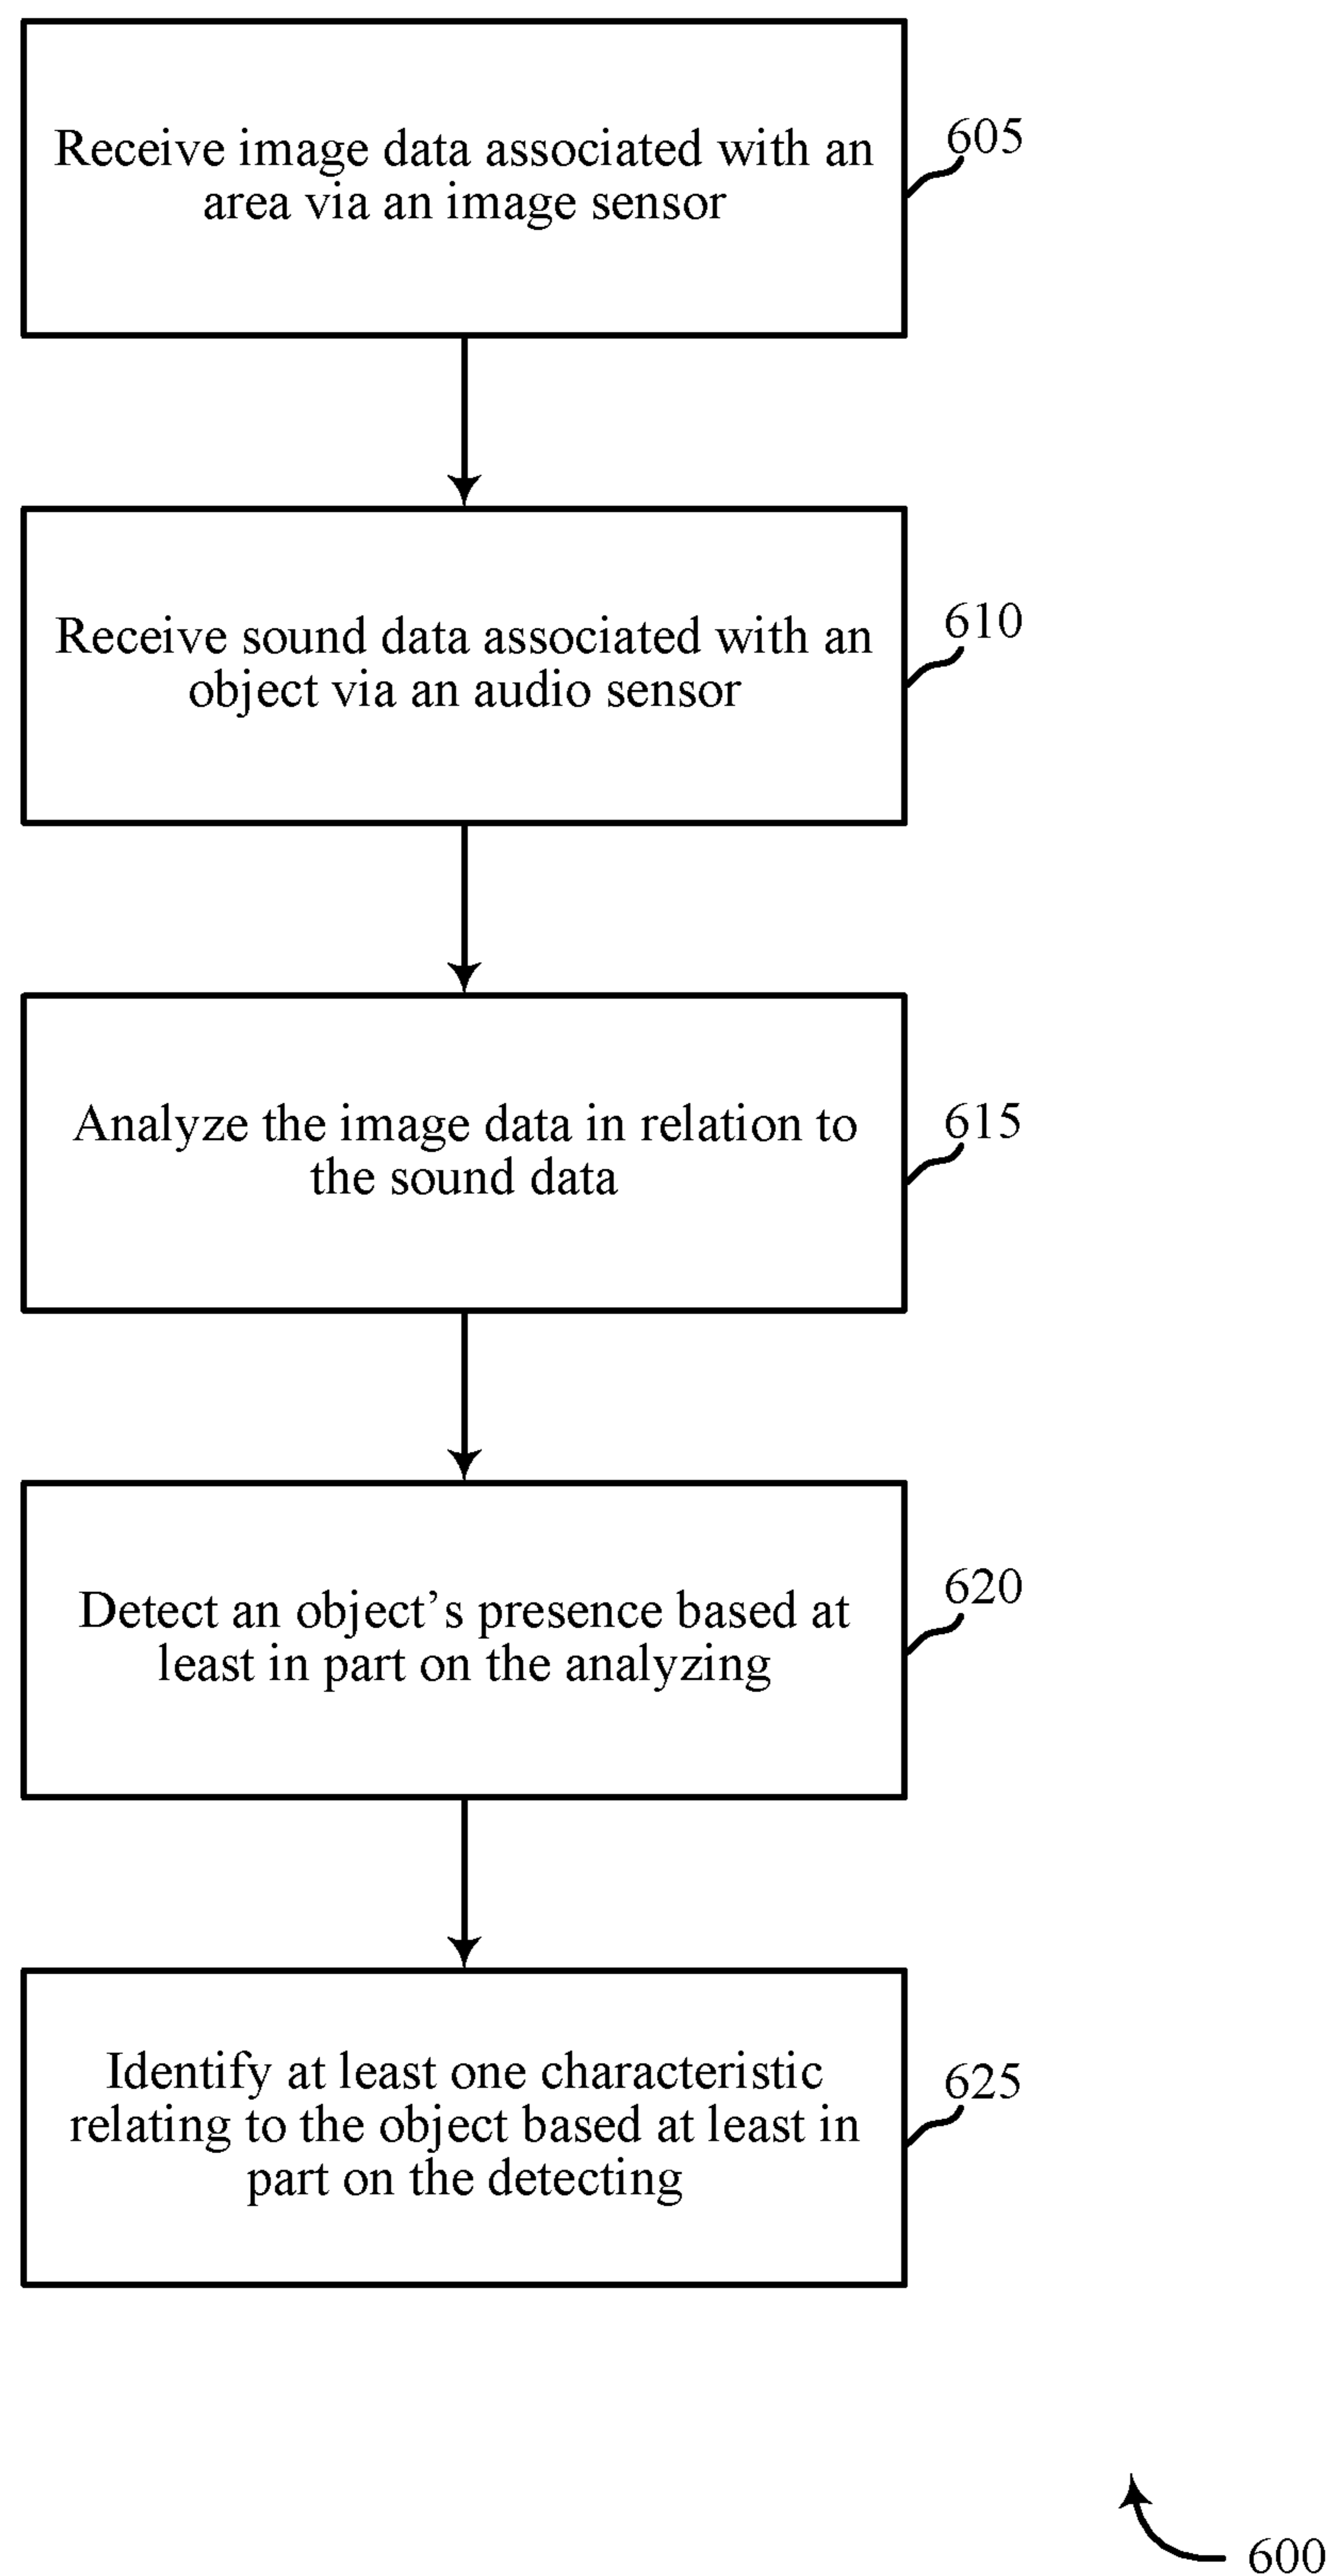 Receive image data associated with an
area via an image sensor
605
Receive sound data associated with an
object via an audio sensor
610
Analyze the image data in relation to
the sound data
615
Detect an object’s presence based at
least in part on the analyzing
620
Identify at least one characteristic
relating to the object based at least in
part on the detecting
625
600